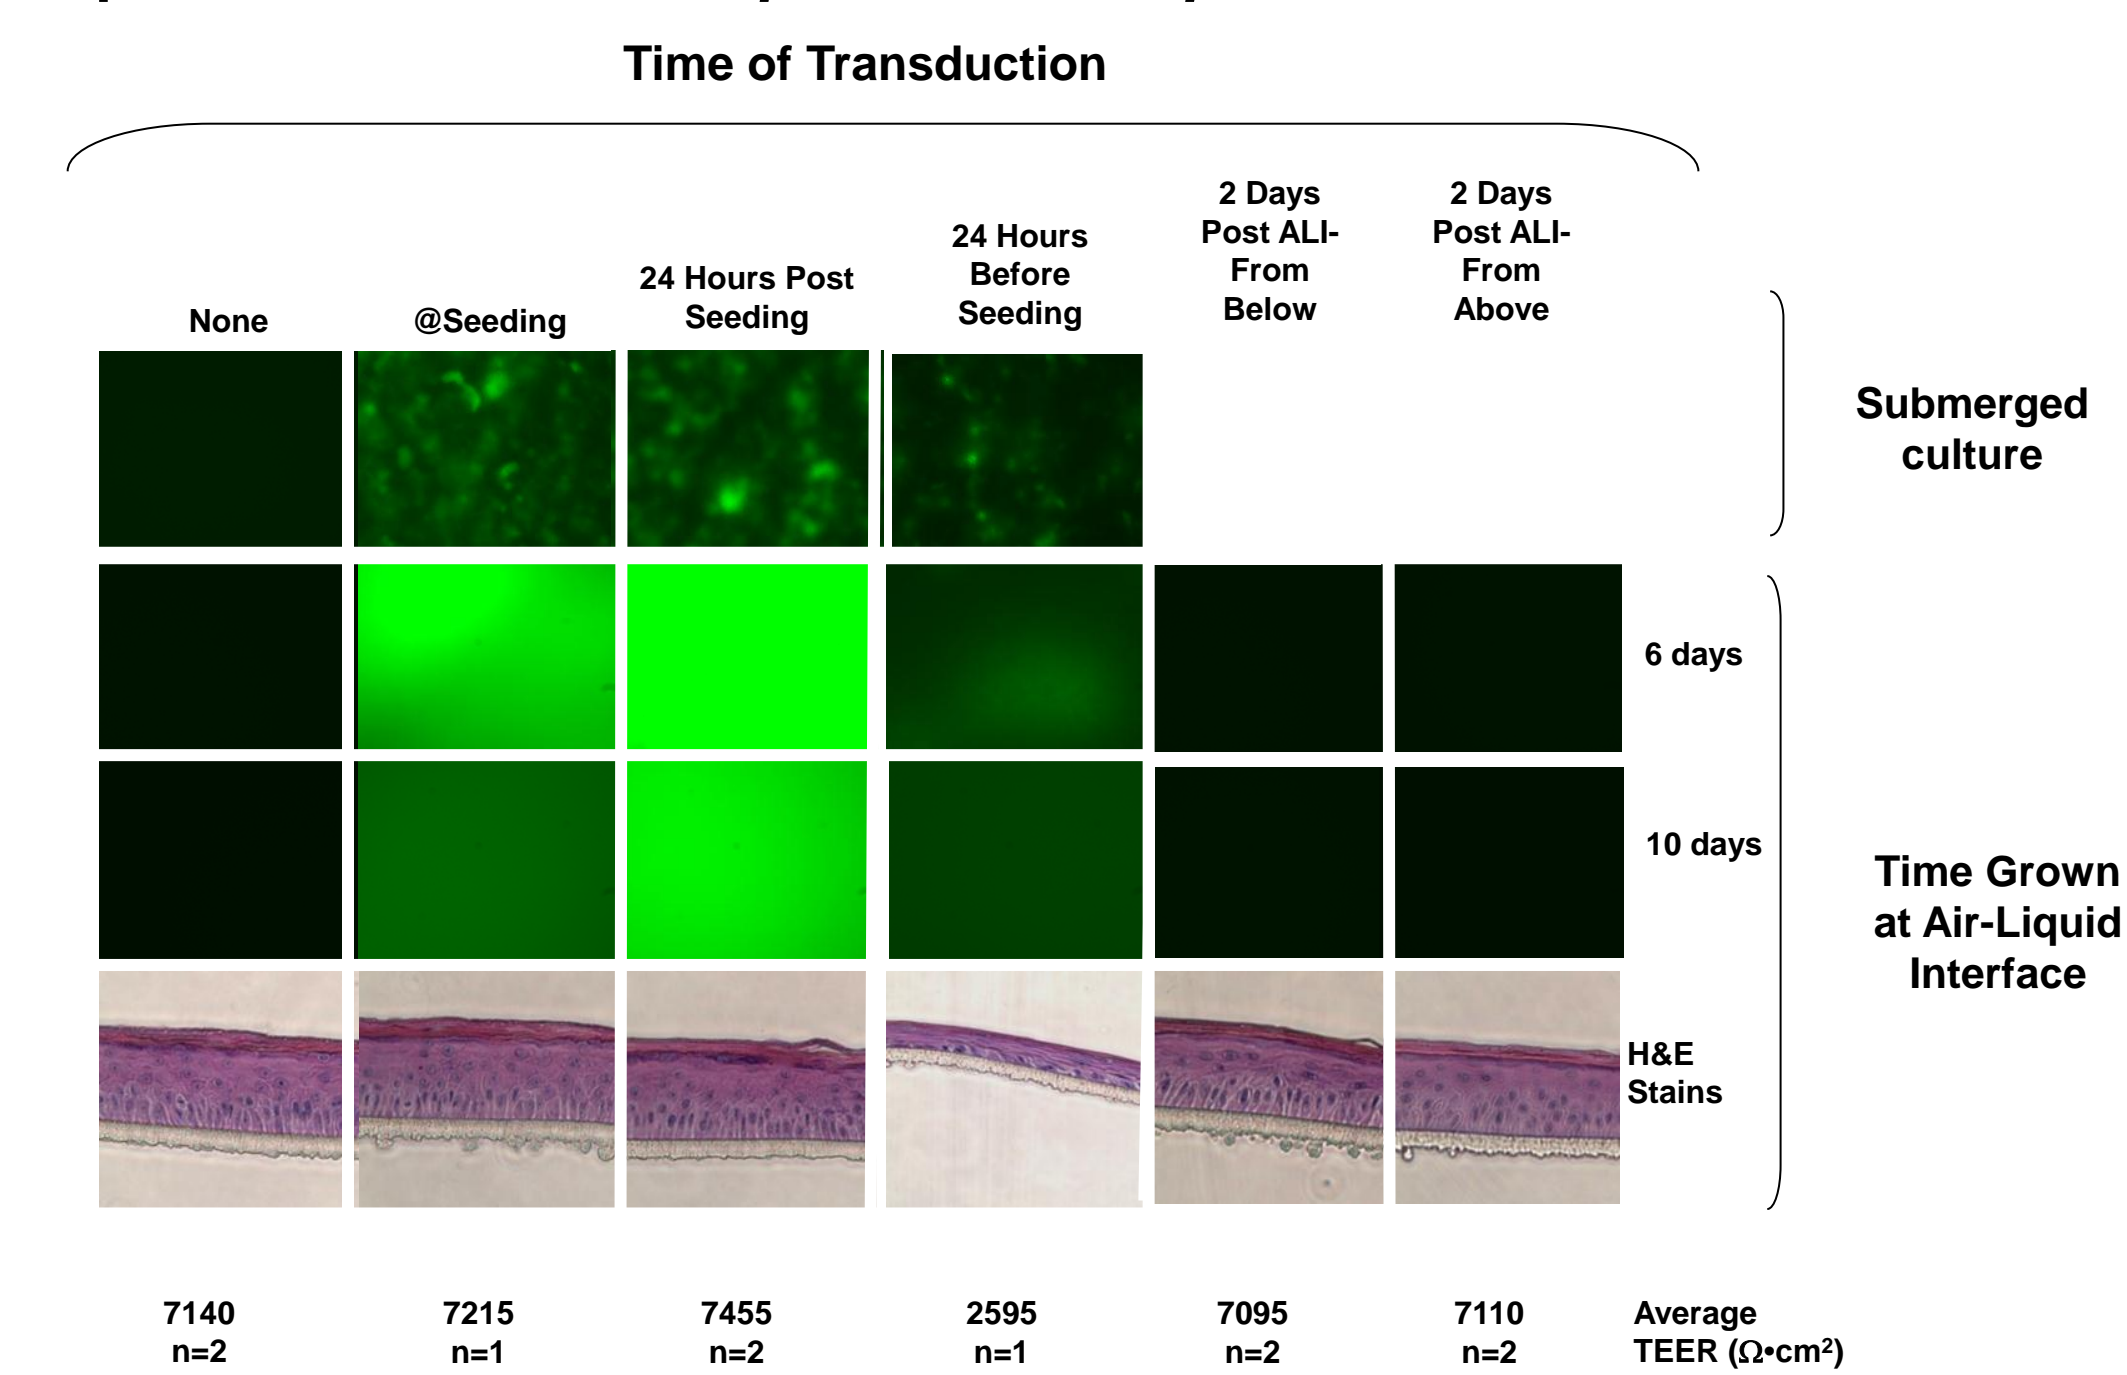 Time of Transduction
None
@Seeding
24 Hours Post
Seeding
24 Hours
Before
Seeding
2 Days
Post ALI-
From
Below
2 Days
Post ALI-
From
Above
Submerged
culture
6 days
10 days
Time Grown
at Air-Liquid
Interface
H&E
Stains
7140
n=2
7215
n=1
7455
n=2
2595
n=1
7095
n=2
7110
n=2
Average
TEER (Ω•cm²)